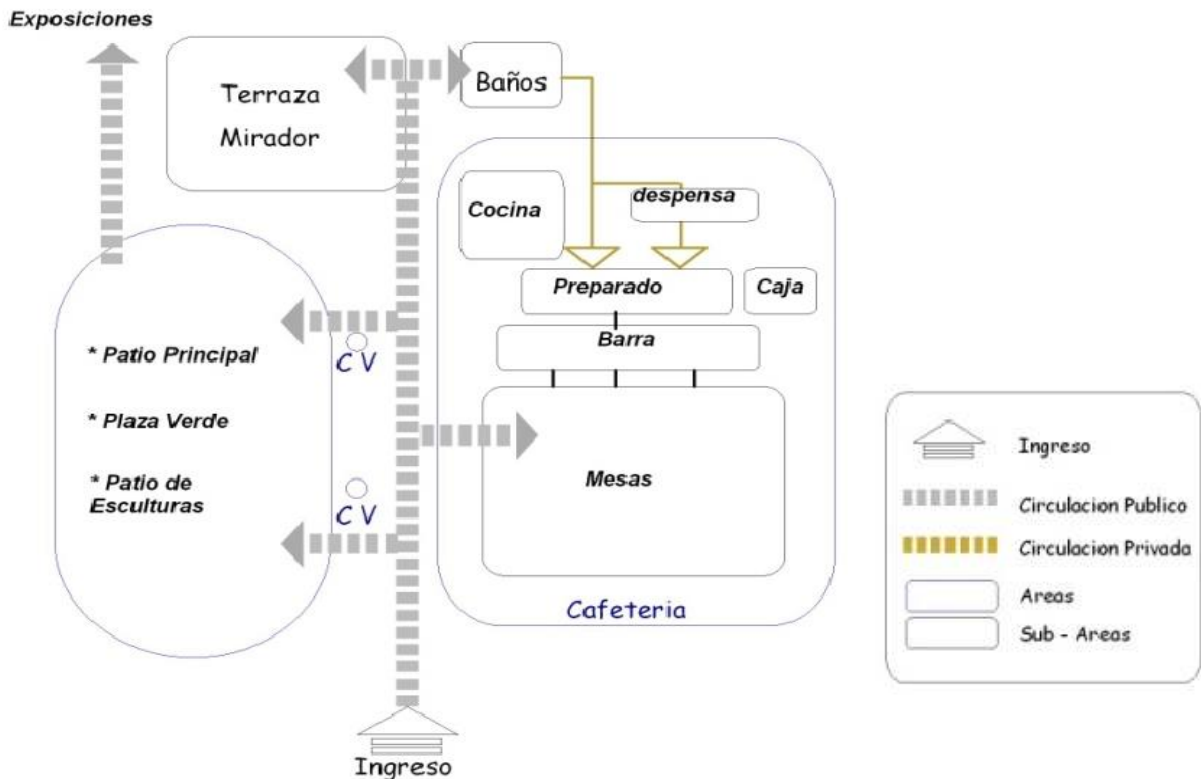 Exposiciones
Terraza
Mirador
Baños
Cocina
despensa
Preparado
Caja
Barra
* Patio Principal
C V
* Plaza Verde
* Patio de
Esculturas
C V
Mesas
Cafeteria
Ingreso
Ingreso
Circulacion Publico
Circulacion Privada
Areas
Sub - Areas